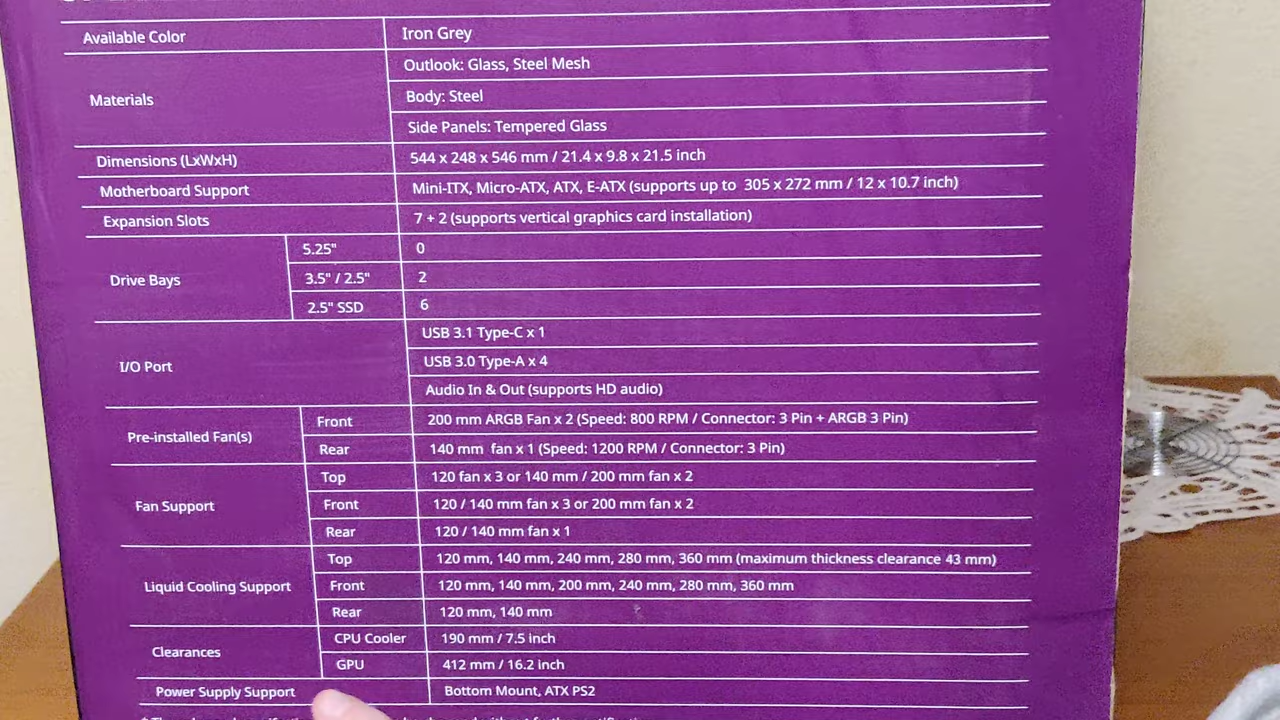 Available Color Iron Grey
Materials Outlook: Glass, Steel Mesh
Body: Steel
Side Panels: Tempered Glass
Dimensions (LxWxH) 544 x 248 x 546 mm / 21.4 x 9.8 x 21.5 inch
Motherboard Support Mini-ITX, Micro-ATX, ATX, E-ATX (supports up to 305 x 272 mm / 12 x 10.7 inch)
Expansion Slots 7 + 2 (supports vertical graphics card installation)
Drive Bays 5.25" 0
3.5" / 2.5" 2
2.5" SSD 6
I/O Port USB 3.1 Type-C x 1
USB 3.0 Type-A x 4
Audio In & Out (supports HD audio)
Pre-installed Fan(s) Front 200 mm ARGB Fan x 2 (Speed: 800 RPM / Connector: 3 Pin + ARGB 3 Pin)
Rear 140 mm fan x 1 (Speed: 1200 RPM / Connector: 3 Pin)
Fan Support Top 120 fan x 3 or 140 mm / 200 mm fan x 2
Front 120 / 140 mm fan x 3 or 200 mm fan x 2
Rear 120 / 140 mm fan x 1
Liquid Cooling Support Top 120 mm, 140 mm, 240 mm, 280 mm, 360 mm (maximum thickness clearance 43 mm)
Front 120 mm, 140 mm, 200 mm, 240 mm, 280 mm, 360 mm
Rear 120 mm, 140 mm
Clearances CPU Cooler 190 mm / 7.5 inch
GPU 412 mm / 16.2 inch
Power Supply Support Bottom Mount, ATX PS2